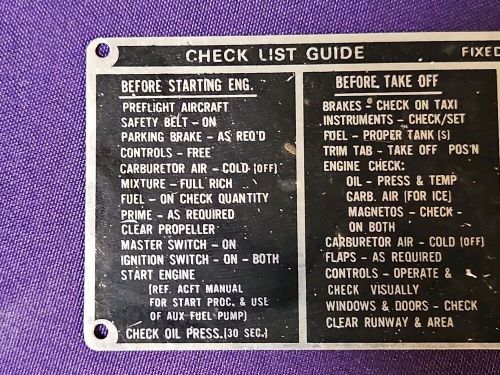 CHECK LIST GUIDE
FIXED
BEFORE STARTING ENG.
PREFLIGHT AIRCRAFT
SAFETY BELT - ON
PARKING BRAKE - AS REQ'D
CONTROLS - FREE
CARBURETOR AIR - COLD (OFF)
MIXTURE - FULL RICH
FUEL - ON CHECK QUANTITY
PRIME - AS REQUIRED
CLEAR PROPELLER
MASTER SWITCH - ON
IGNITION SWITCH - ON - BOTH
START ENGINE
(REF. ACFT MANUAL
FOR START PROC. & USE
OF AUX FUEL PUMP)
CHECK OIL PRESS. (30 SEC.)
BEFORE TAKE OFF
BRAKES - CHECK ON TAXI
INSTRUMENTS - CHECK/SET
FUEL - PROPER TANK (S)
TRIM TAB - TAKE OFF POS'N
ENGINE CHECK:
OIL - PRESS & TEMP
CARB. AIR (FOR ICE)
MAGNETOS - CHECK -
ON BOTH
CARBURETOR AIR - COLD (OFF)
FLAPS - AS REQUIRED
CONTROLS - OPERATE &
CHECK VISUALLY
WINDOWS & DOORS - CHECK
CLEAR RUNWAY & AREA